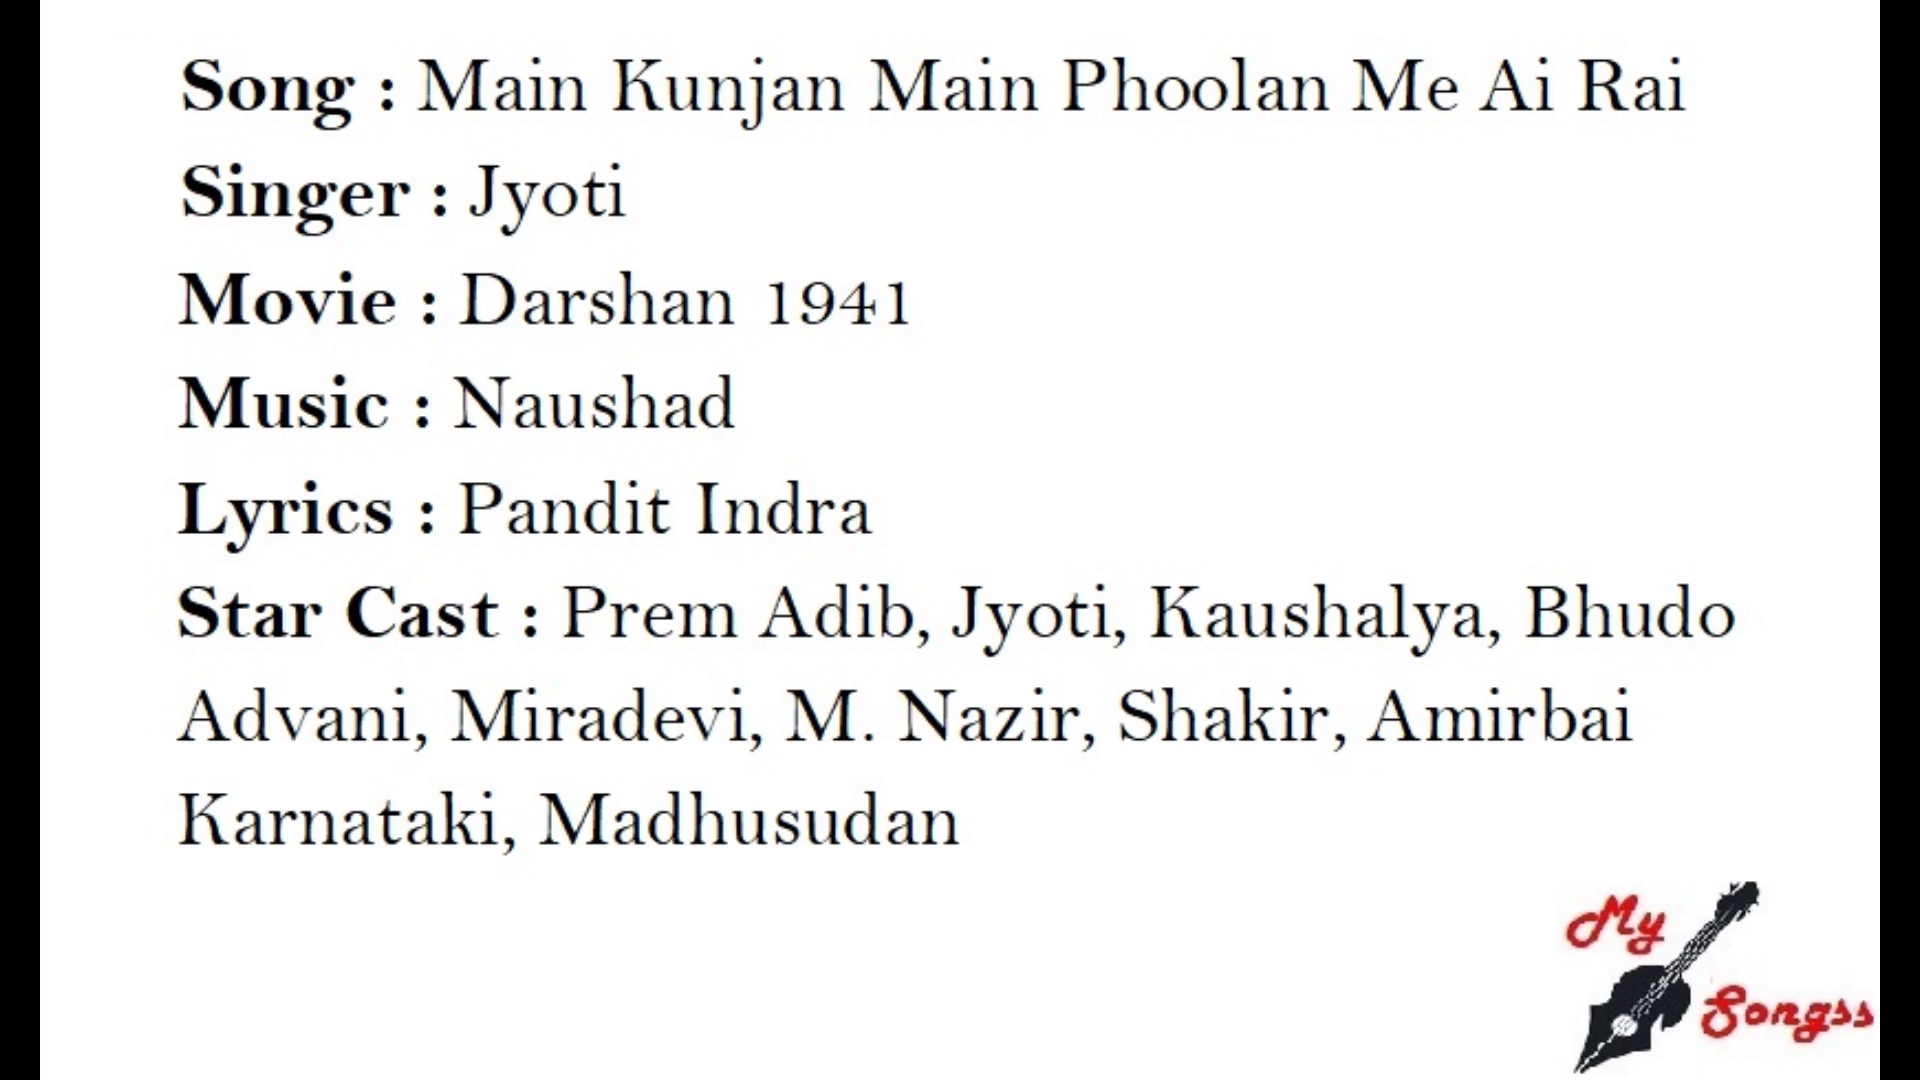 Song : Main Kunjan Main Phoolan Me Ai Rai
Singer : Jyoti
Movie : Darshan 1941
Music : Naushad
Lyrics : Pandit Indra
Star Cast : Prem Adib, Jyoti, Kaushalya, Bhudo
Advani, Miradevi, M. Nazir, Shakir, Amirbai
Karnataki, Madhusudan
My
Songss